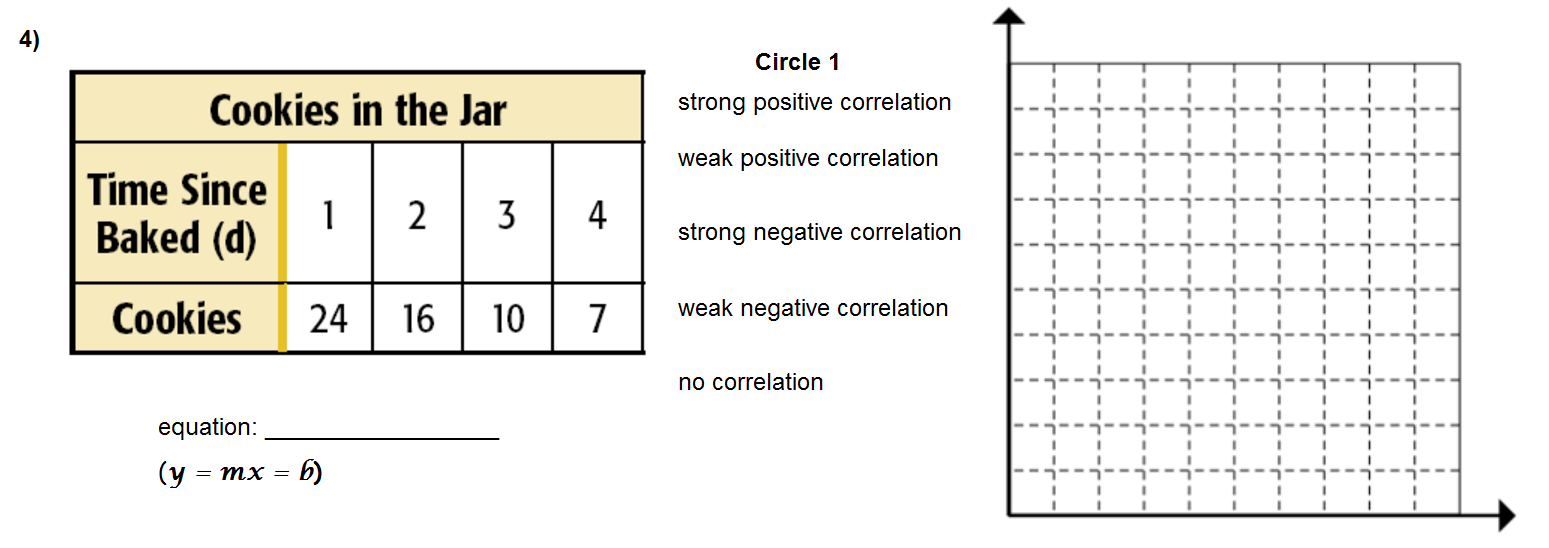 4)
Cookies in the Jar
Time Since
Baked (d)
1 2 3 4
Cookies 24 16 10 7
equation: __________________
(y = mx = b)
Circle 1
strong positive correlation
weak positive correlation
strong negative correlation
weak negative correlation
no correlation